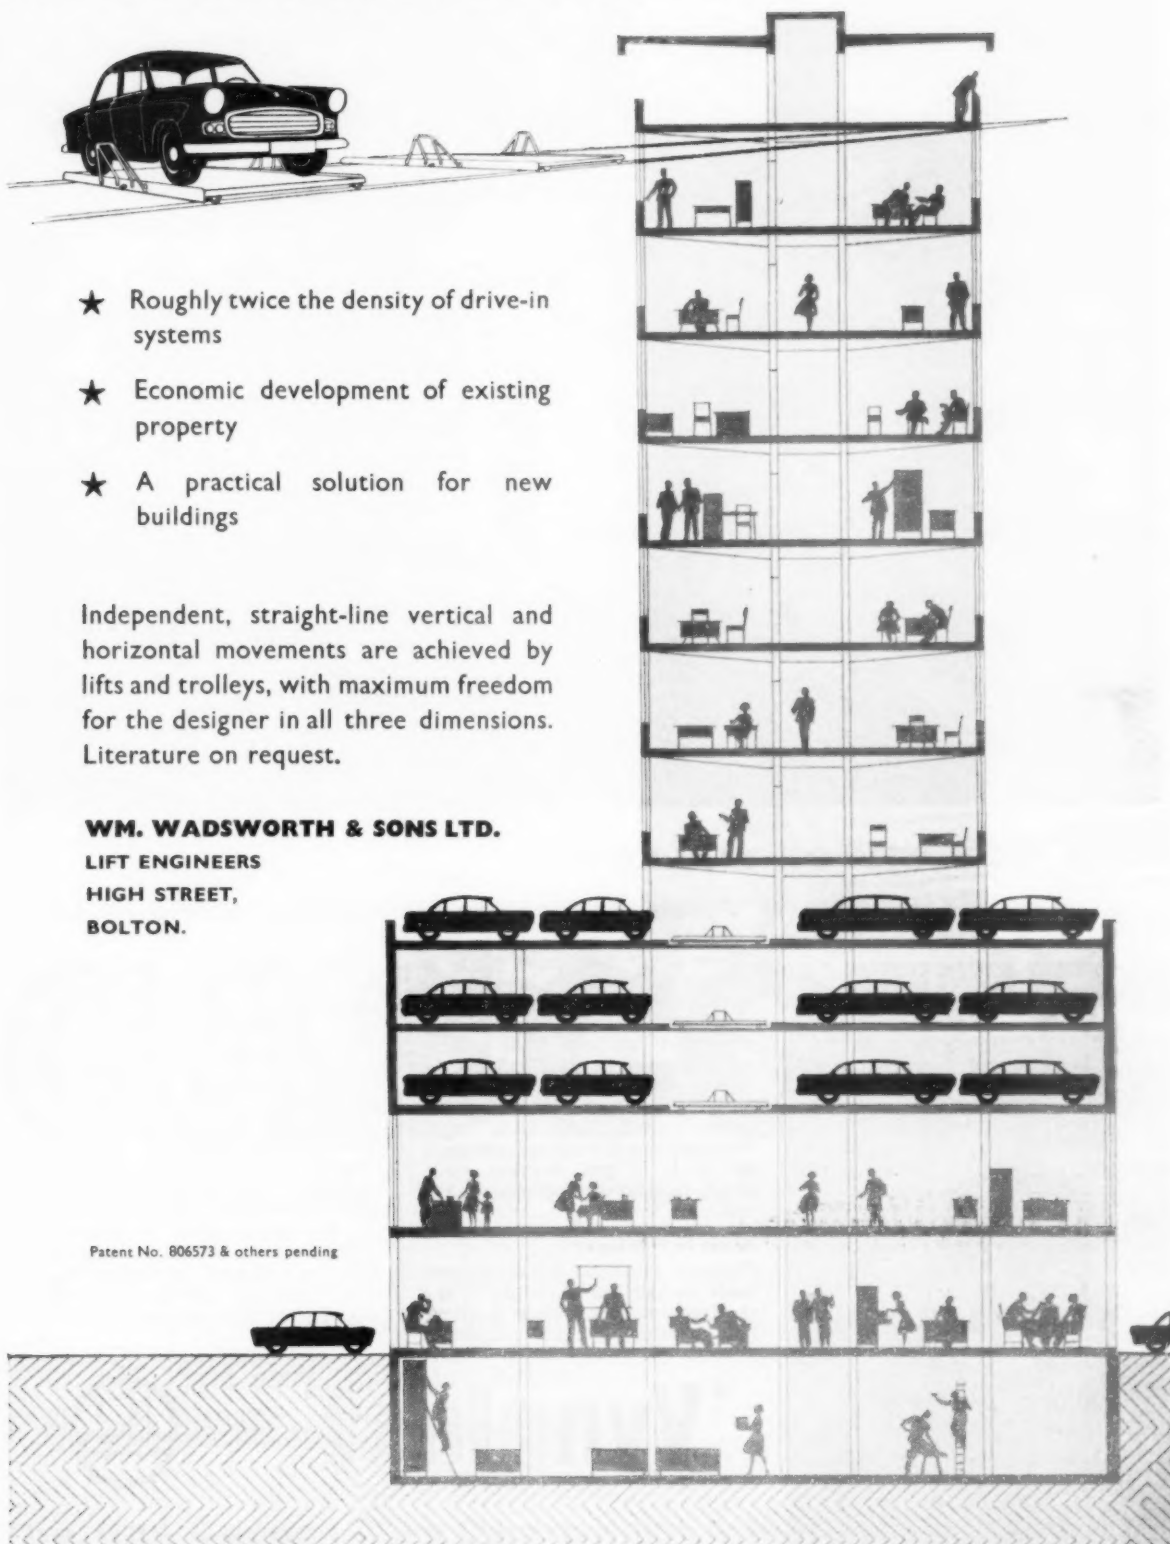 ★ Roughly twice the density of drive-in
systems
★ Economic development of existing
property
★ A practical solution for new
buildings
Independent, straight-line vertical and
horizontal movements are achieved by
lifts and trolleys, with maximum freedom
for the designer in all three dimensions.
Literature on request.
WM. WADSWORTH & SONS LTD.
LIFT ENGINEERS
HIGH STREET,
BOLTON.
Patent No. 806573 & others pending